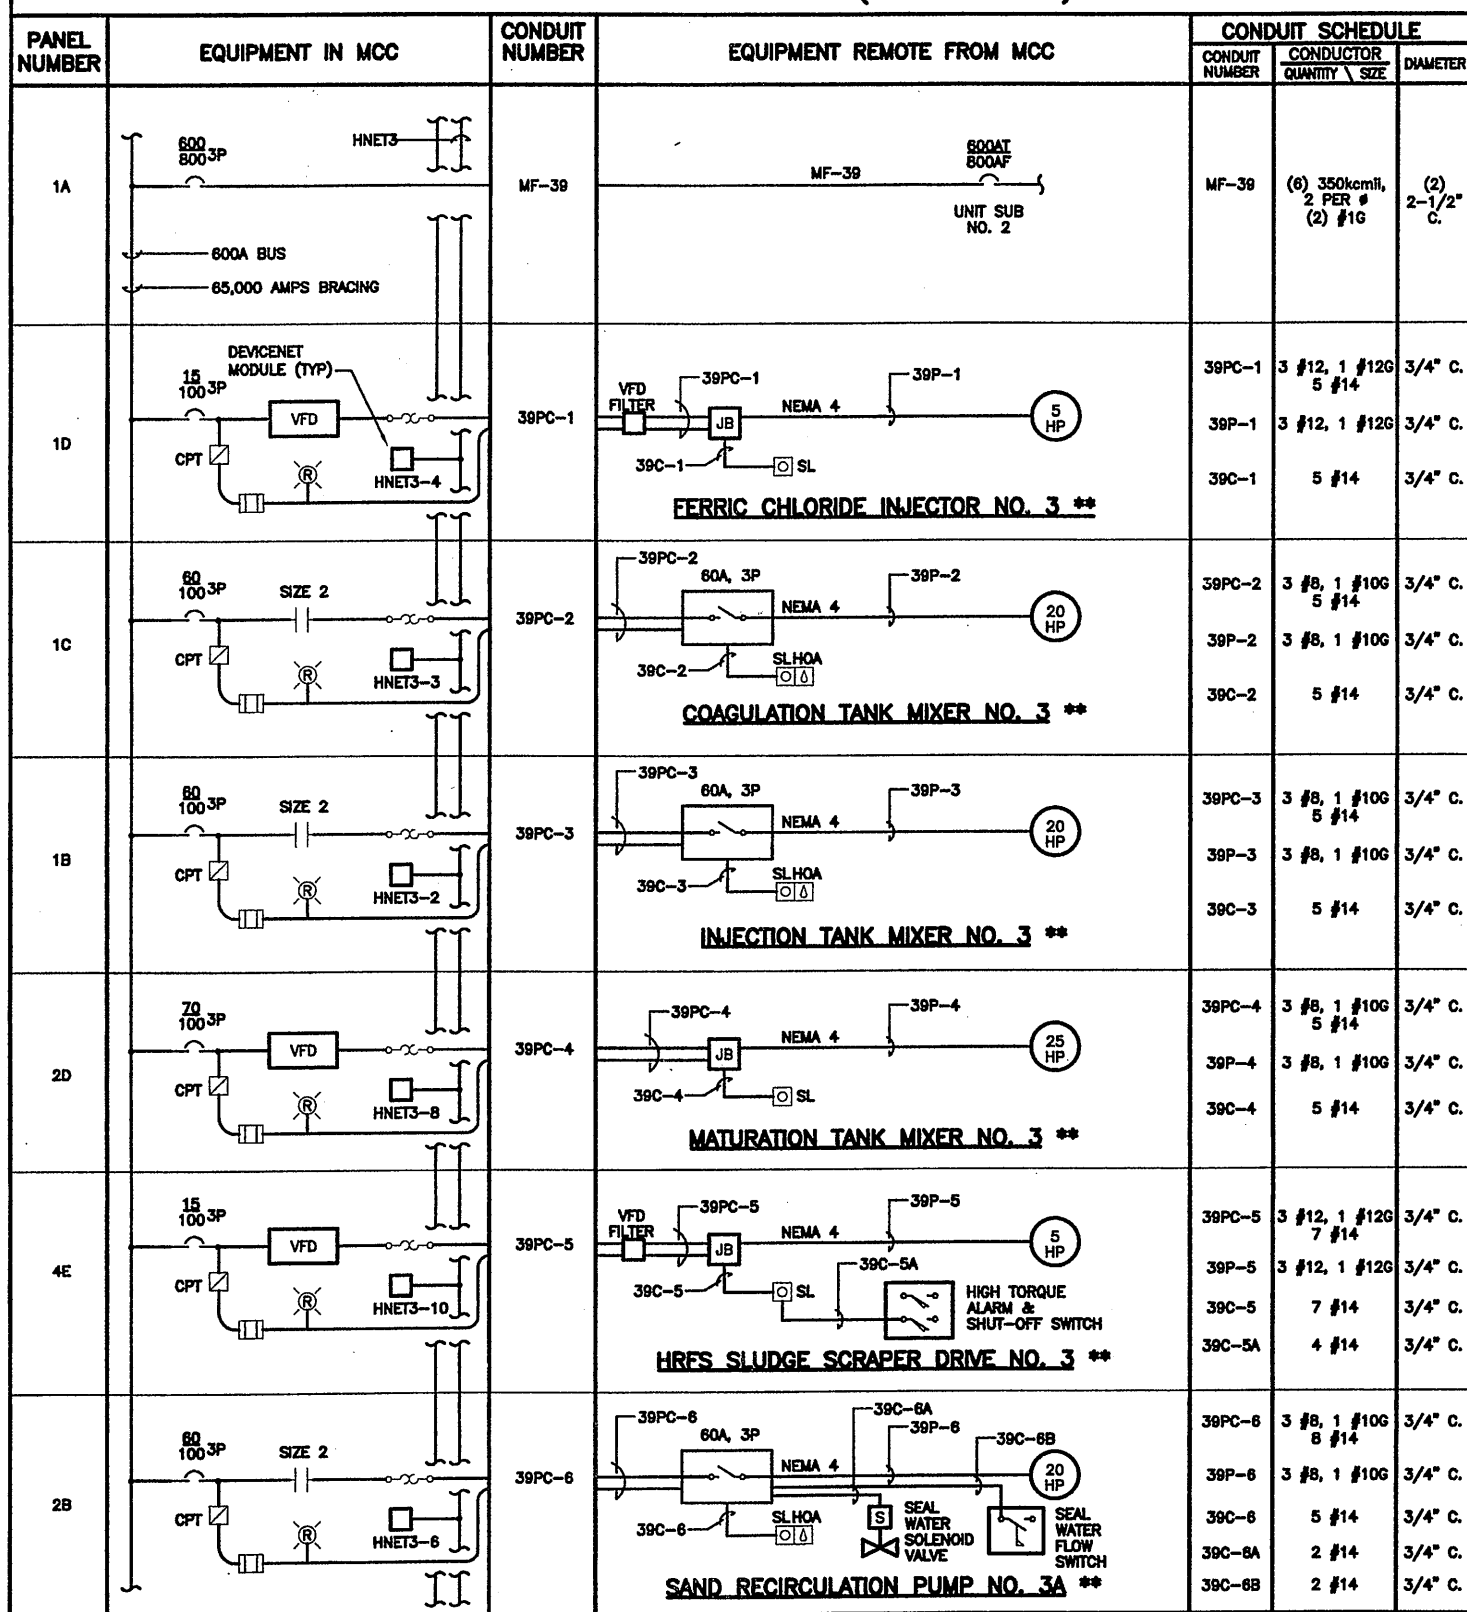 PANEL NUMBER
EQUIPMENT IN MCC
CONDUIT NUMBER
EQUIPMENT REMOTE FROM MCC
CONDUIT SCHEDULE
CONDUIT NUMBER
CONDUCTOR
QUANTITY \ SIZE
DIAMETER
1A
600
800 3P
HNET3
600A BUS
65,000 AMPS BRACING
MF-39
MF-39
600AT
800AF
UNIT SUB
NO. 2
MF-39
(6) 350kcmil,
2 PER ø
(2) #1G
(2)
2-1/2"
C.
1D
15
100 3P
DEVICENET
MODULE (TYP)
VFD
CPT
R
HNET3-4
39PC-1
VFD
FILTER
39PC-1
JB
NEMA 4
39P-1
5
HP
39C-1
SL
FERRIC CHLORIDE INJECTOR NO. 3 **
39PC-1 3 #12, 1 #12G 3/4" C.
5 #14
39P-1 3 #12, 1 #12G 3/4" C.
39C-1 5 #14 3/4" C.
1C
60
100 3P
SIZE 2
CPT
R
HNET3-3
39PC-2
39PC-2
60A, 3P
NEMA 4
39P-2
20
HP
39C-2
SLHOA
COAGULATION TANK MIXER NO. 3 **
39PC-2 3 #8, 1 #10G 3/4" C.
5 #14
39P-2 3 #8, 1 #10G 3/4" C.
39C-2 5 #14 3/4" C.
1B
60
100 3P
SIZE 2
CPT
R
HNET3-2
39PC-3
39PC-3
60A, 3P
NEMA 4
39P-3
20
HP
39C-3
SLHOA
INJECTION TANK MIXER NO. 3 **
39PC-3 3 #8, 1 #10G 3/4" C.
5 #14
39P-3 3 #8, 1 #10G 3/4" C.
39C-3 5 #14 3/4" C.
2D
70
100 3P
VFD
CPT
R
HNET3-8
39PC-4
39PC-4
JB
NEMA 4
39P-4
25
HP
39C-4
SL
MATURATION TANK MIXER NO. 3 **
39PC-4 3 #8, 1 #10G 3/4" C.
5 #14
39P-4 3 #8, 1 #10G 3/4" C.
39C-4 5 #14 3/4" C.
4E
15
100 3P
VFD
CPT
R
HNET3-10
39PC-5
VFD
FILTER
39PC-5
JB
NEMA 4
39P-5
5
HP
39C-5A
39C-5
SL
HIGH TORQUE
ALARM &
SHUT-OFF SWITCH
HRFS SLUDGE SCRAPER DRIVE NO. 3 **
39PC-5 3 #12, 1 #12G 3/4" C.
7 #14
39P-5 3 #12, 1 #12G 3/4" C.
39C-5 7 #14 3/4" C.
39C-5A 4 #14 3/4" C.
2B
60
100 3P
SIZE 2
CPT
R
HNET3-6
39PC-6
39PC-6
60A, 3P
39C-6A
39P-6
39C-6B
NEMA 4
20
HP
39C-6
SLHOA
S
SEAL
WATER
SOLENOID
VALVE
SEAL
WATER
FLOW
SWITCH
SAND RECIRCULATION PUMP NO. 3A **
39PC-6 3 #8, 1 #10G 3/4" C.
8 #14
39P-6 3 #8, 1 #10G 3/4" C.
39C-6 5 #14 3/4" C.
39C-6A 2 #14 3/4" C.
39C-6B 2 #14 3/4" C.